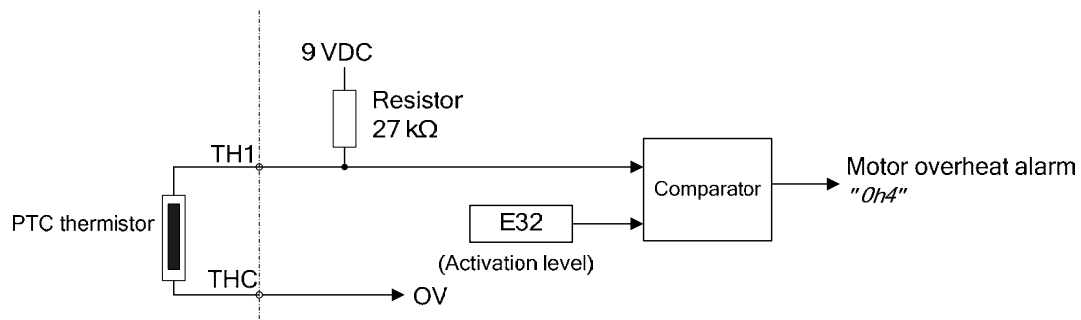 9 VDC
Resistor
27 kΩ
TH1
Motor overheat alarm
"0h4"
Comparator
PTC thermistor
E32
(Activation level)
THC
OV